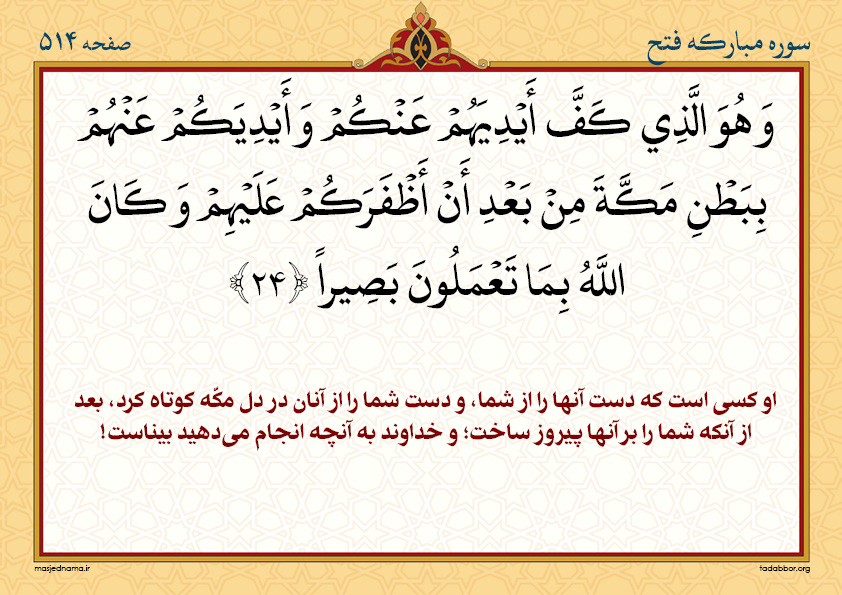 سوره مبارکه فتح
صفحه ۵۱۴
وَ هُوَ الَّذِي كَفَّ أَيْدِيَهُمْ عَنْكُمْ وَ أَيْدِيَكُمْ عَنْهُمْ
بِبَطْنِ مَكَّةَ مِنْ بَعْدِ أَنْ أَظْفَرَكُمْ عَلَيْهِمْ وَ كَانَ
اللَّهُ بِمَا تَعْمَلُونَ بَصِيراً ﴿۲۴﴾
او کسی است که دست آنها را از شما، و دست شما را از آنان در دل مکّه کوتاه کرد، بعد
از آنکه شما را بر آنها پیروز ساخت؛ و خداوند به آنچه انجام می‌دهید بیناست!
masjednama.ir
tadabbor.org